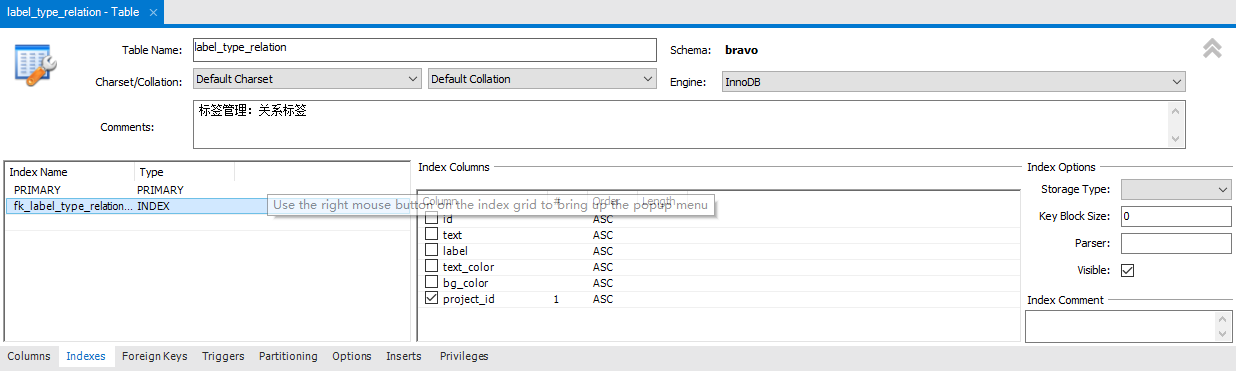 label_type_relation - Table
Table Name: label_type_relation Schema: bravo
Charset/Collation: Default Charset Default Collation Engine: InnoDB
Comments: 标签管理：关系标签
Index Name Type
PRIMARY PRIMARY
fk_label_type_relation... INDEX
Index Columns
Column # Order Length
Use the right mouse button on the index grid to bring up the popup menu
id ASC
text ASC
label ASC
text_color ASC
bg_color ASC
project_id 1 ASC
Index Options
Storage Type:
Key Block Size: 0
Parser:
Visible:
Index Comment
Columns Indexes Foreign Keys Triggers Partitioning Options Inserts Privileges